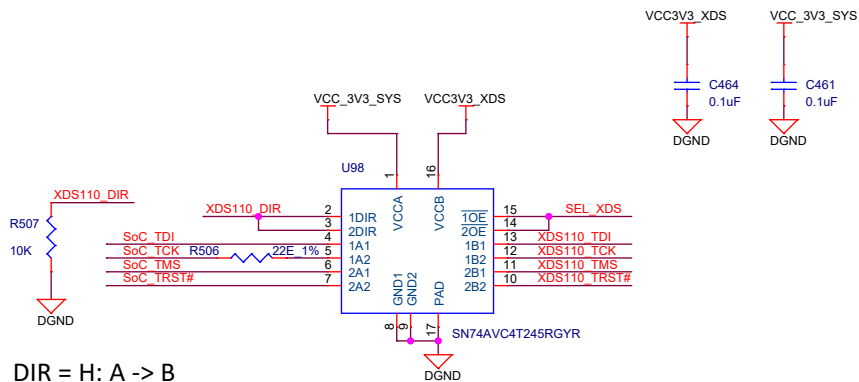 VCC3V3_XDS VCC_3V3_SYS
C464 C461
0.1uF 0.1uF
DGND DGND
VCC_3V3_SYS VCC3V3_XDS
U98
1 16
VCCA VCCB
XDS110_DIR
R507
10K
DGND
XDS110_DIR 2 1DIR 1OE 15 SEL_XDS
3 2DIR 2OE 14
SoC_TDI 4 1A1 1B1 13 XDS110_TDI
SoC_TCK R506 22E_1% 5 1A2 1B2 12 XDS110_TCK
SoC_TMS 6 2A1 2B1 11 XDS110_TMS
SoC_TRST# 7 2A2 2B2 10 XDS110_TRST#
GND1 GND2 PAD
8 9 17
SN74AVC4T245RGYR
DGND
DIR = H: A -> B